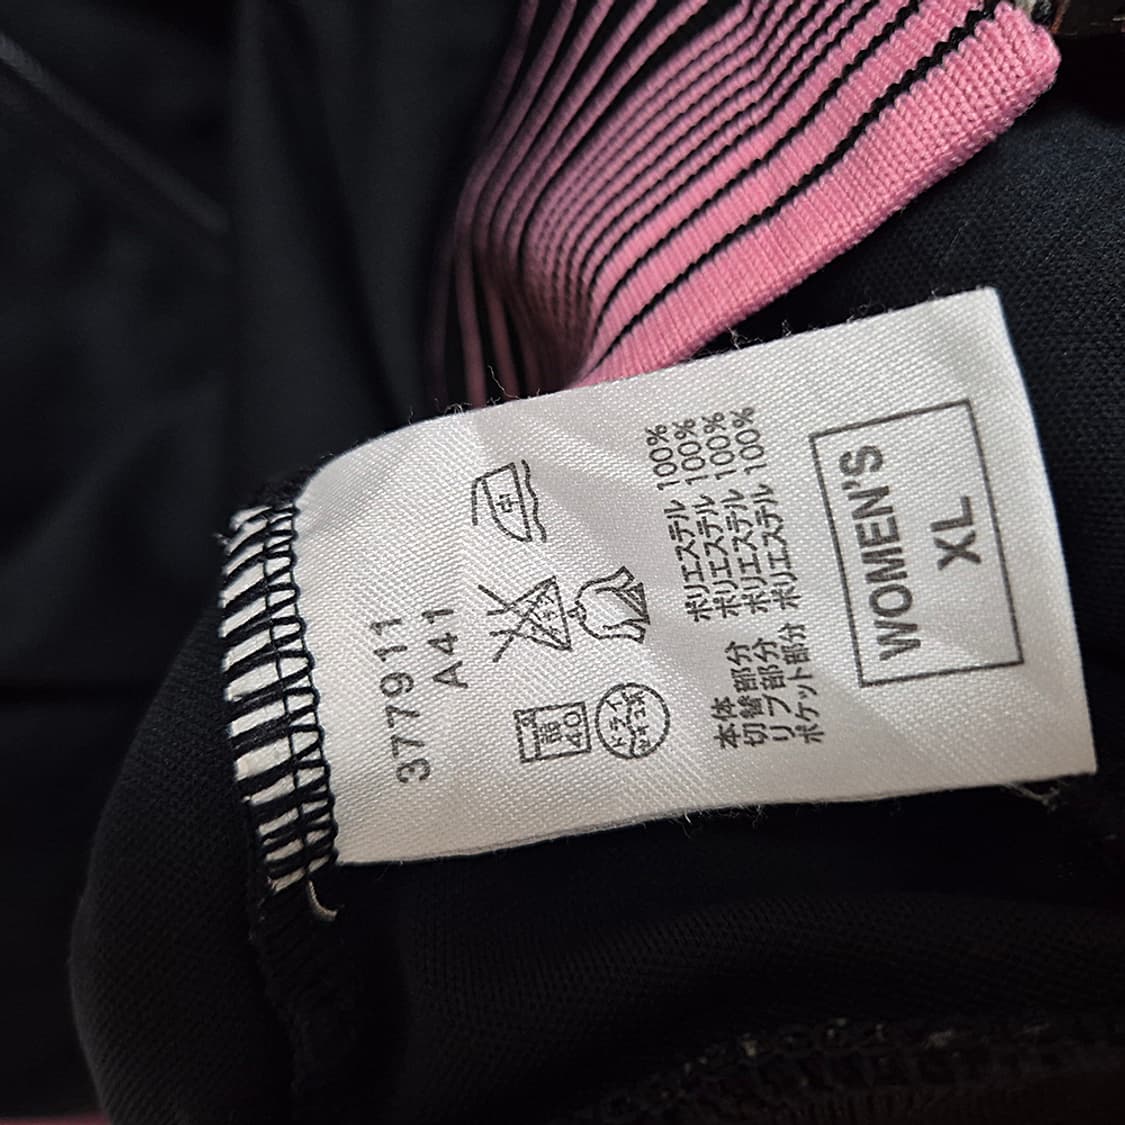 377911
A41
40
ドライ
セキユ系
本体 ポリエステル 100%
切替部分 ポリエステル 100%
リブ部分 ポリエステル 100%
ポケット部分 ポリエステル 100%
WOMEN'S
XL